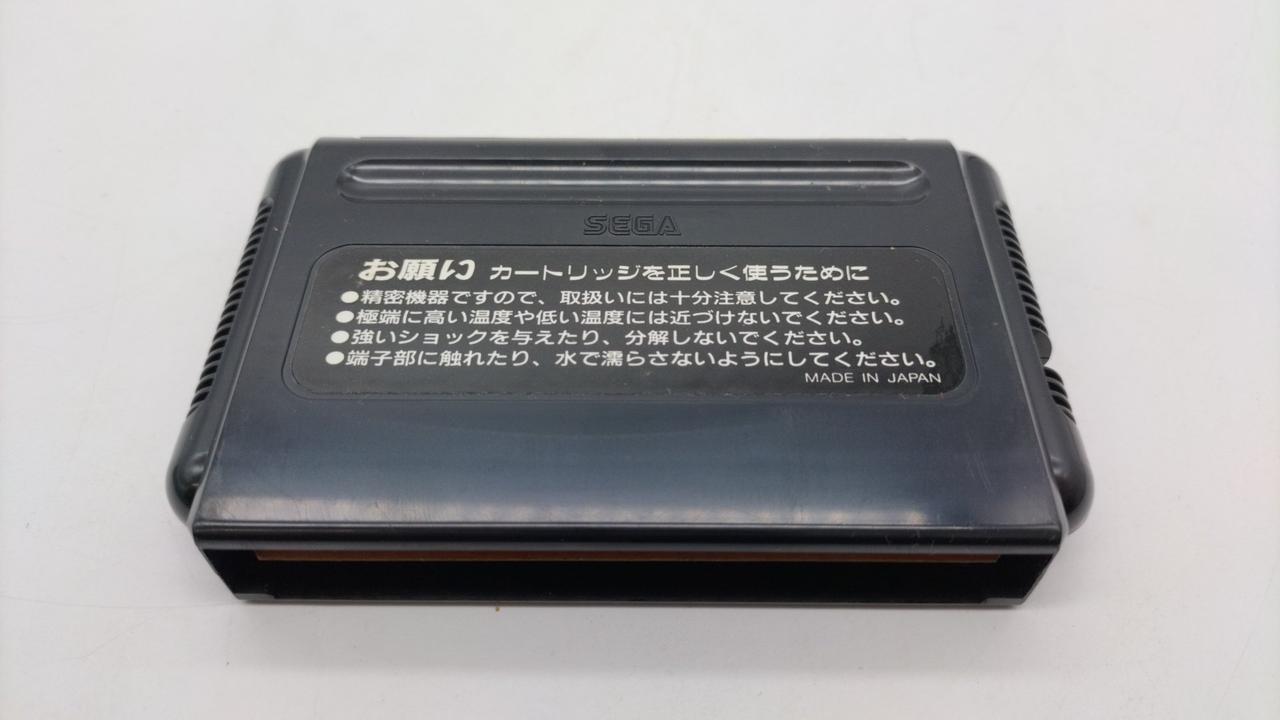 SEGA
お願い カートリッジを正しく使うために
●精密機器ですので、取扱いには十分注意してください。
●極端に高い温度や低い温度には近づけないでください。
●強いショックを与えたり、分解しないでください。
●端子部に触れたり、水で濡らさないようにしてください。
MADE IN JAPAN